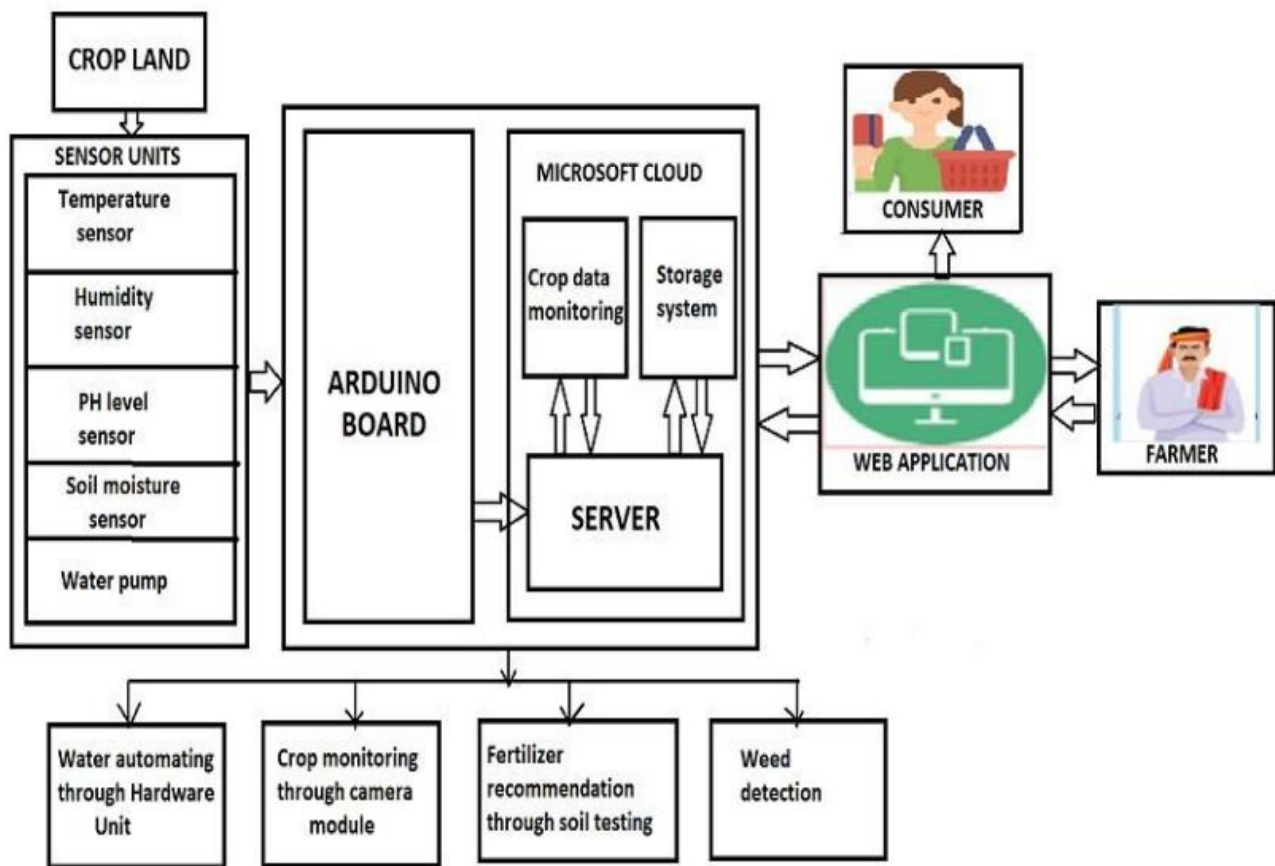 CROP LAND
SENSOR UNITS
Temperature
sensor
Humidity
sensor
PH level
sensor
Soil moisture
sensor
Water pump
ARDUINO
BOARD
MICROSOFT CLOUD
Crop data
monitoring
Storage
system
SERVER
CONSUMER
WEB APPLICATION
FARMER
Water automating
through Hardware
Unit
Crop monitoring
through camera
module
Fertilizer
recommendation
through soil testing
Weed
detection